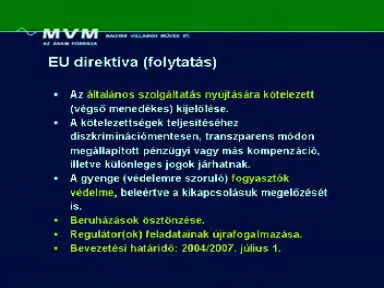 MVM MAGYAR VILLAMOS MŰVEK RT.
AZ ÁRAM FORRÁSA
EU direktíva (folytatás)
• Az általános szolgáltatás nyújtására kötelezett
(végső menedékes) kijelölése.
• A kötelezettségek teljesítéséhez
diszkriminációmentesen, transzparens módon
megállapított pénzügyi vagy más kompenzáció,
illetve különleges jogok járhatnak.
• A gyenge (védelemre szoruló) fogyasztók
védelme, beleértve a kikapcsolásuk megelőzését
is.
• Beruházások ösztönzése.
• Regulátor(ok) feladatainak újrafogalmazása.
• Bevezetési határidő: 2004/2007. július 1.